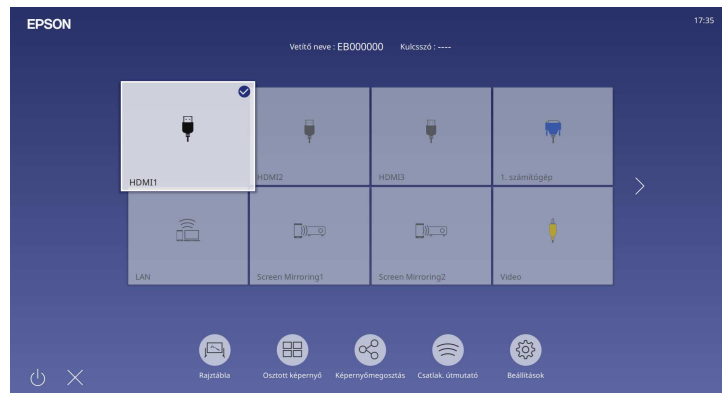 EPSON
17:35
Vetítő neve : EB000000 Kulcsszó : ----
HDMI1
HDMI2
HDMI3
1. számítógép
LAN
Screen Mirroring1
Screen Mirroring2
Video
Rajztábla
Osztott képernyő
Képernyőmegosztás
Csatlak. útmutató
Beállítások